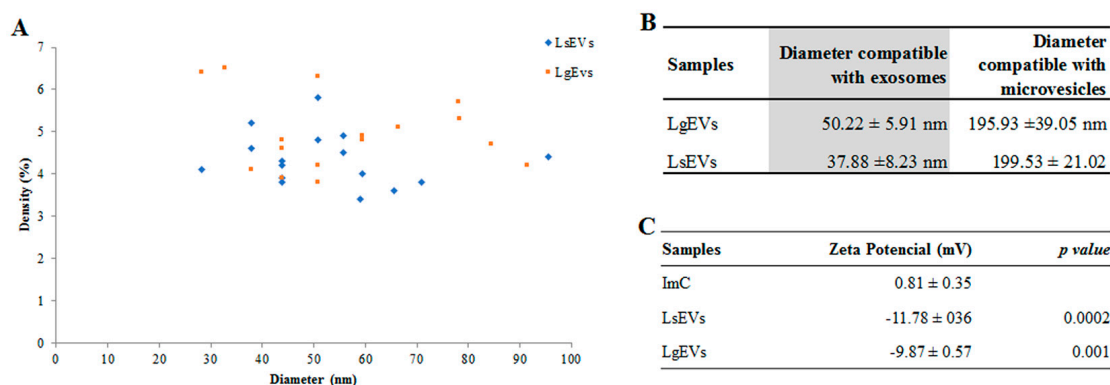 A
LsEVs
LgEvs
7
6
5
4
3
2
1
0
Density (%)
0 10 20 30 40 50 60 70 80 90 100
Diameter (nm)
B
Samples Diameter compatible with exosomes Diameter compatible with microvesicles
LgEVs 50.22 ± 5.91 nm 195.93 ±39.05 nm
LsEVs 37.88 ±8.23 nm 199.53 ± 21.02
C
Samples Zeta Potencial (mV) p value
ImC 0.81 ± 0.35
LsEVs -11.78 ± 036 0.0002
LgEVs -9.87 ± 0.57 0.001